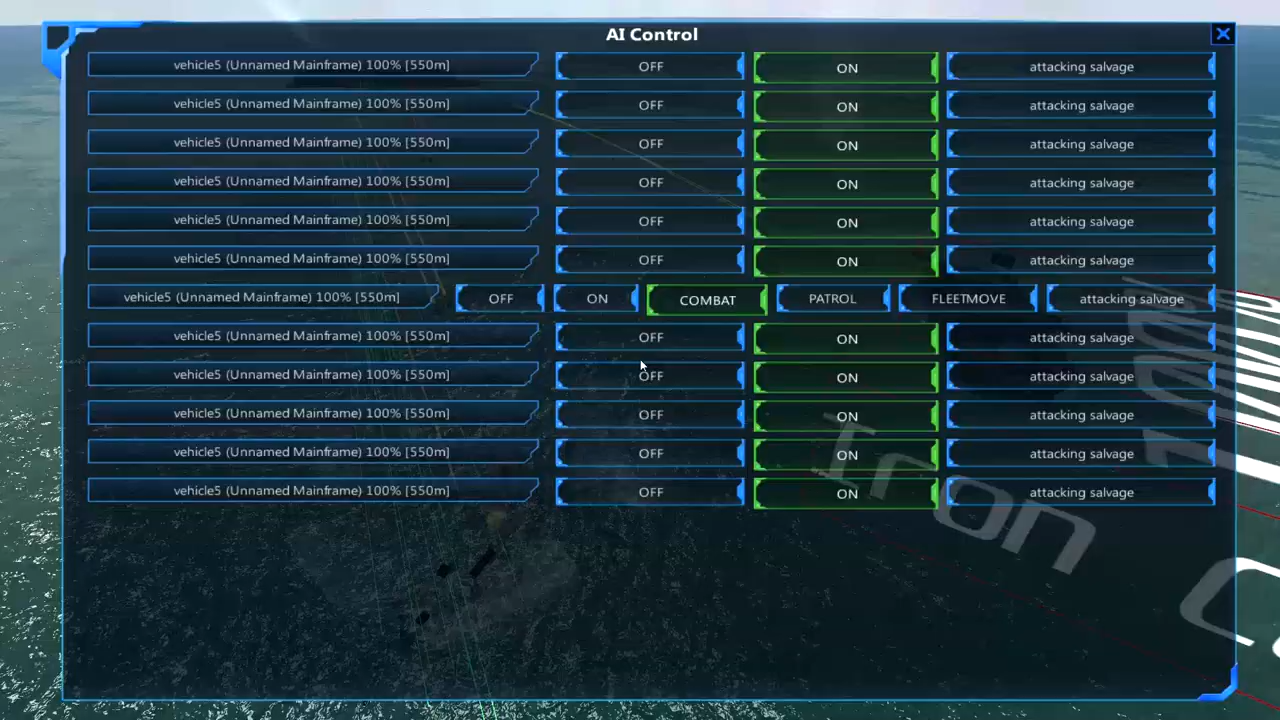 AI Control
vehicle5 (Unnamed Mainframe) 100% [550m] OFF ON attacking salvage
vehicle5 (Unnamed Mainframe) 100% [550m] OFF ON attacking salvage
vehicle5 (Unnamed Mainframe) 100% [550m] OFF ON attacking salvage
vehicle5 (Unnamed Mainframe) 100% [550m] OFF ON attacking salvage
vehicle5 (Unnamed Mainframe) 100% [550m] OFF ON attacking salvage
vehicle5 (Unnamed Mainframe) 100% [550m] OFF ON attacking salvage
vehicle5 (Unnamed Mainframe) 100% [550m] OFF ON COMBAT PATROL FLEETMOVE attacking salvage
vehicle5 (Unnamed Mainframe) 100% [550m] OFF ON attacking salvage
vehicle5 (Unnamed Mainframe) 100% [550m] OFF ON attacking salvage
vehicle5 (Unnamed Mainframe) 100% [550m] OFF ON attacking salvage
vehicle5 (Unnamed Mainframe) 100% [550m] OFF ON attacking salvage
vehicle5 (Unnamed Mainframe) 100% [550m] OFF ON attacking salvage
Iron